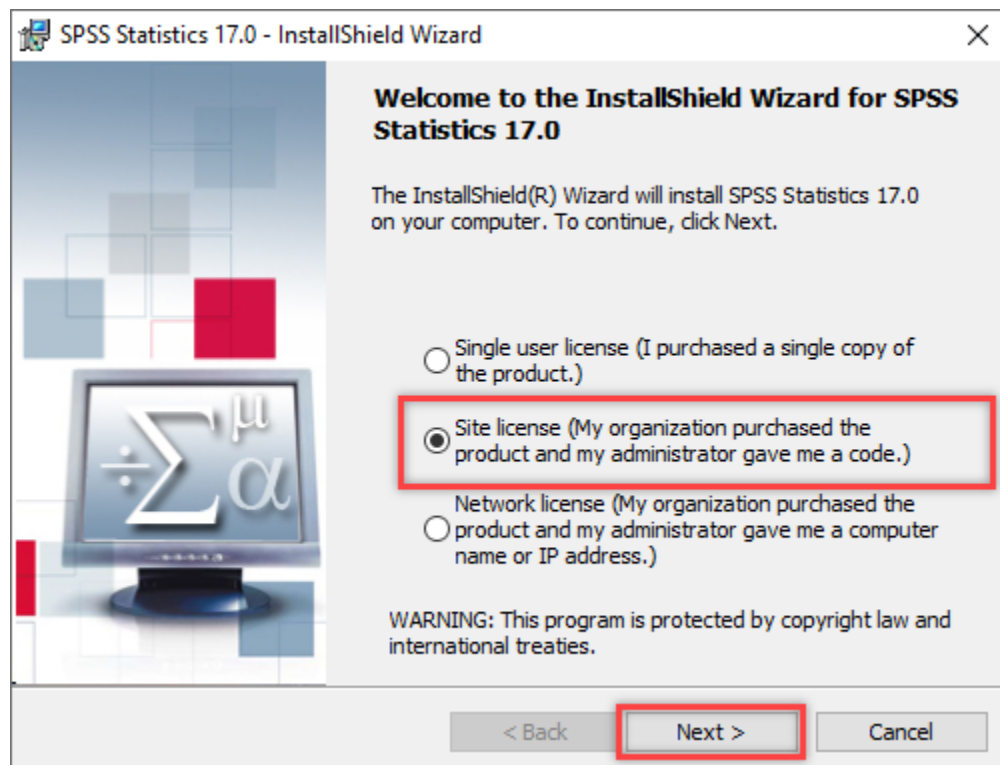 SPSS Statistics 17.0 - InstallShield Wizard
Welcome to the InstallShield Wizard for SPSS
Statistics 17.0
The InstallShield(R) Wizard will install SPSS Statistics 17.0
on your computer. To continue, click Next.
Single user license (I purchased a single copy of
the product.)
Site license (My organization purchased the
product and my administrator gave me a code.)
Network license (My organization purchased the
product and my administrator gave me a computer
name or IP address.)
WARNING: This program is protected by copyright law and
international treaties.
÷Σμα
< Back
Next >
Cancel